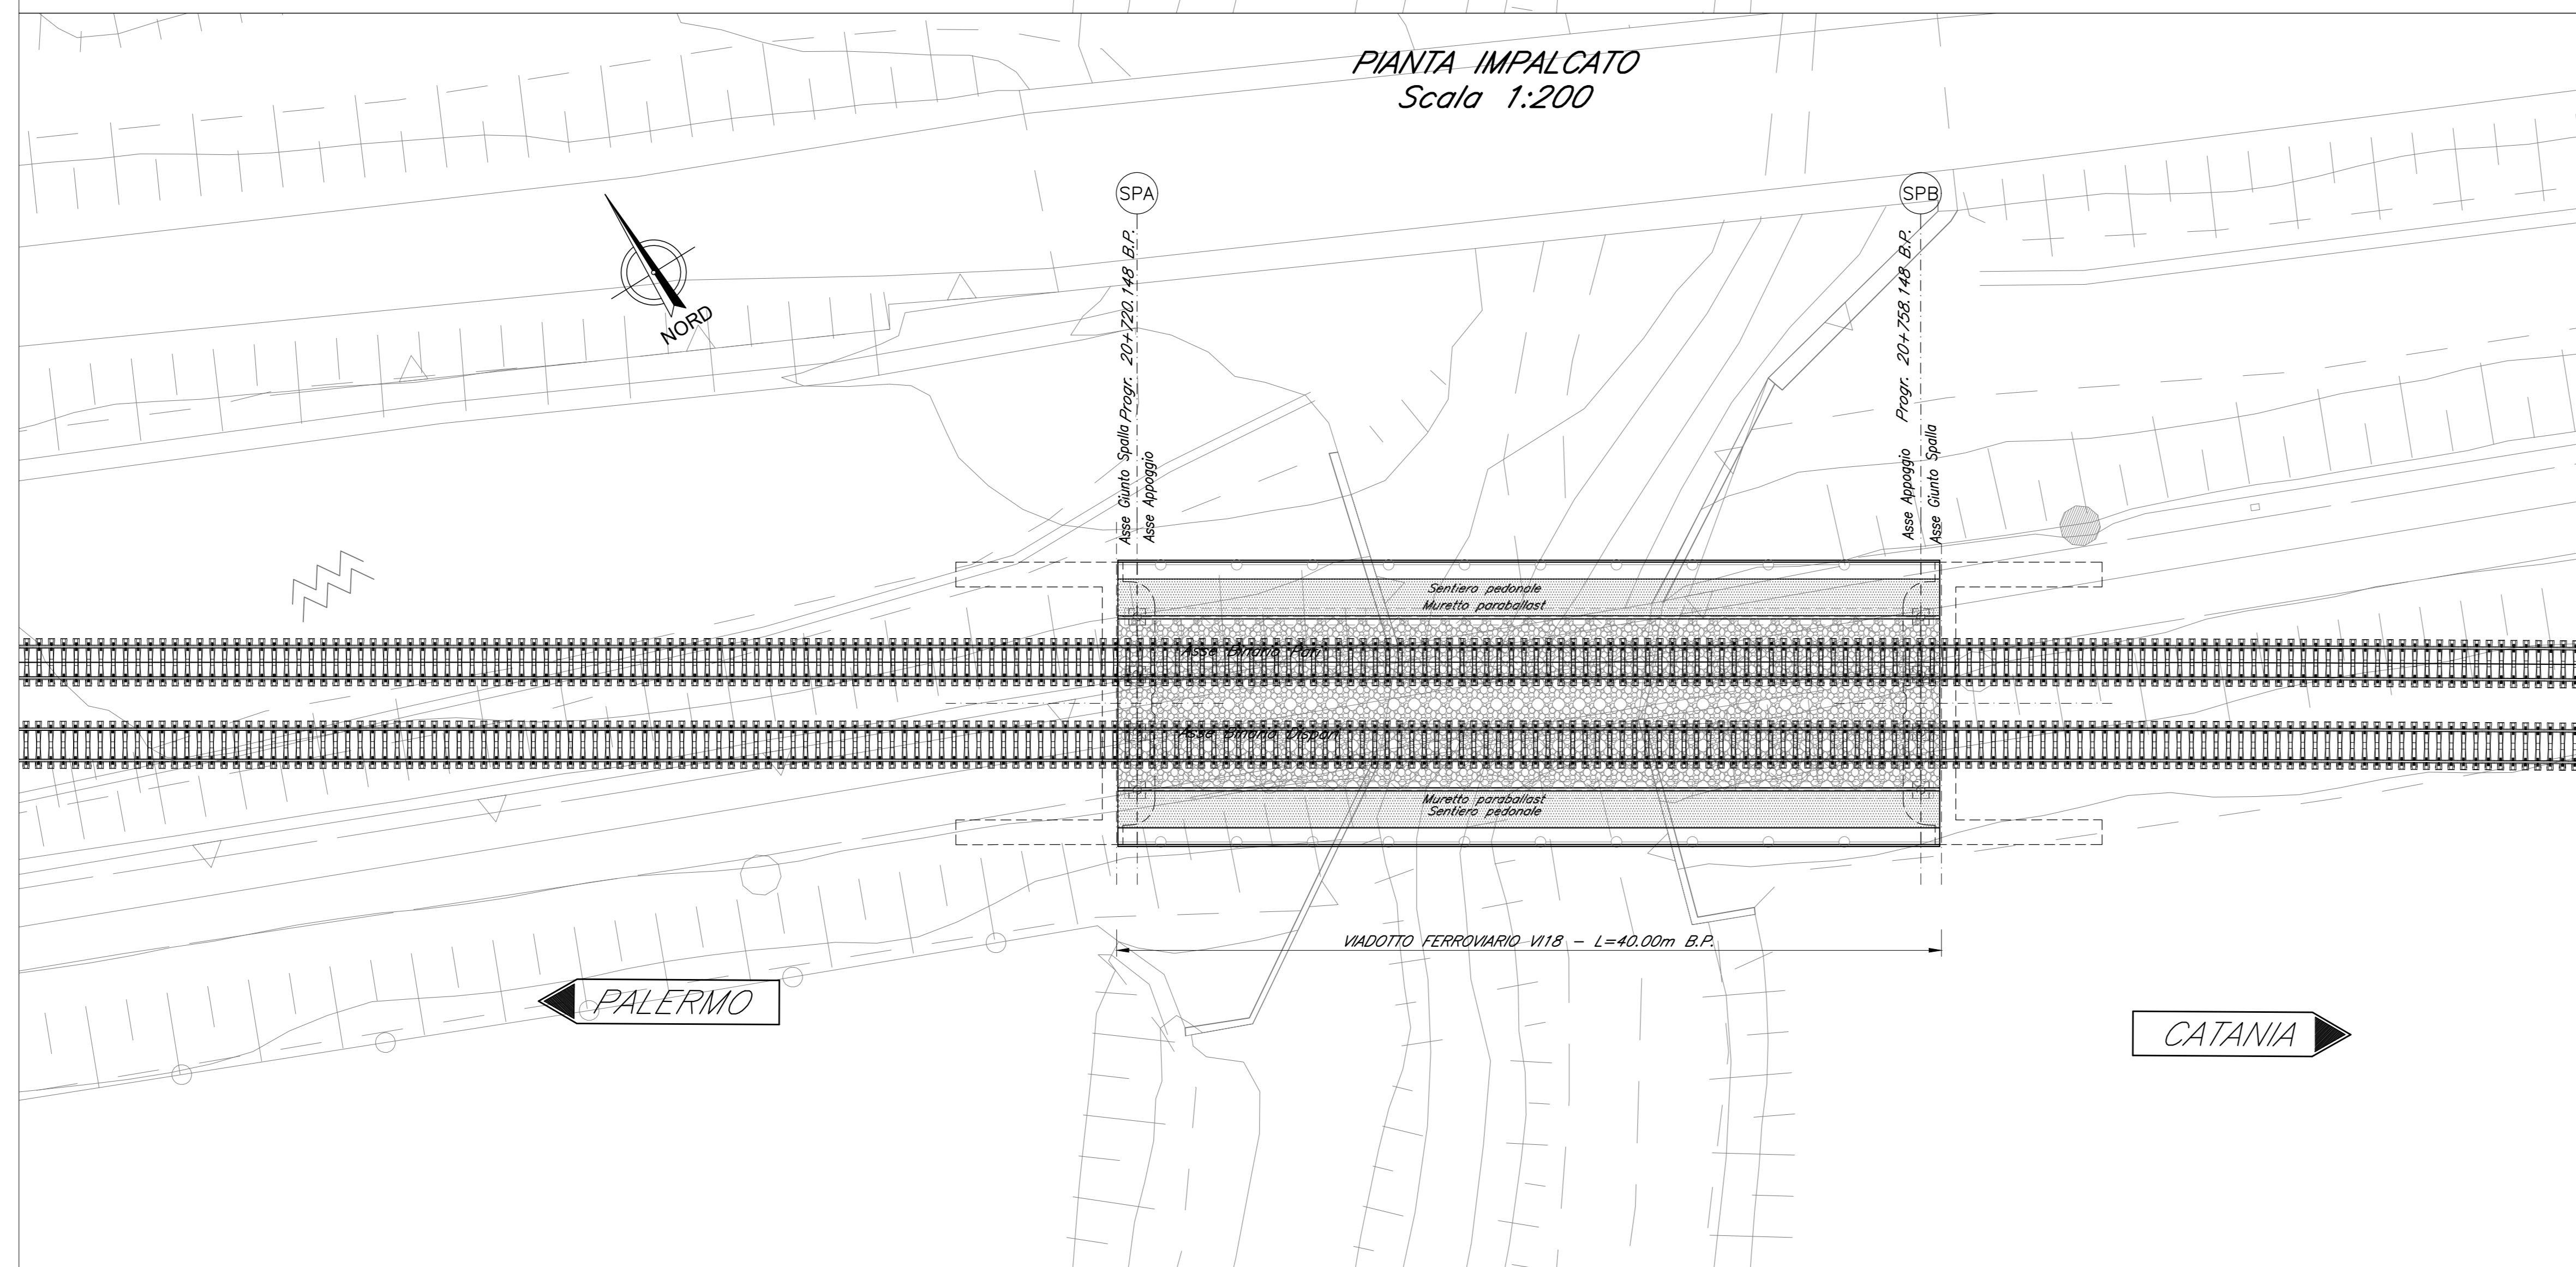 PIANTA IMPALCATO
Scala 1:200
SPA
SPB
Progr. 20+720.148 B.P.
Asse Giunto Spalla
Asse Appoggio
Progr. 20+758.148 B.P.
Asse Appoggio
Asse Giunto Spalla
NORD
Sentiero pedonale
Muretto paraballast
Asse Binario Pari
Asse Binario Dispari
Muretto paraballast
Sentiero pedonale
VIADOTTO FERROVIARIO VI18 - L=40.00m B.P.
PALERMO
CATANIA